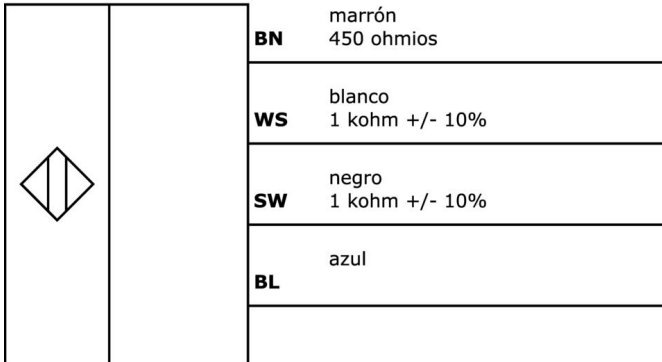 marrón
BN 450 ohmios
blanco
WS 1 kohm +/- 10%
negro
SW 1 kohm +/- 10%
azul
BL